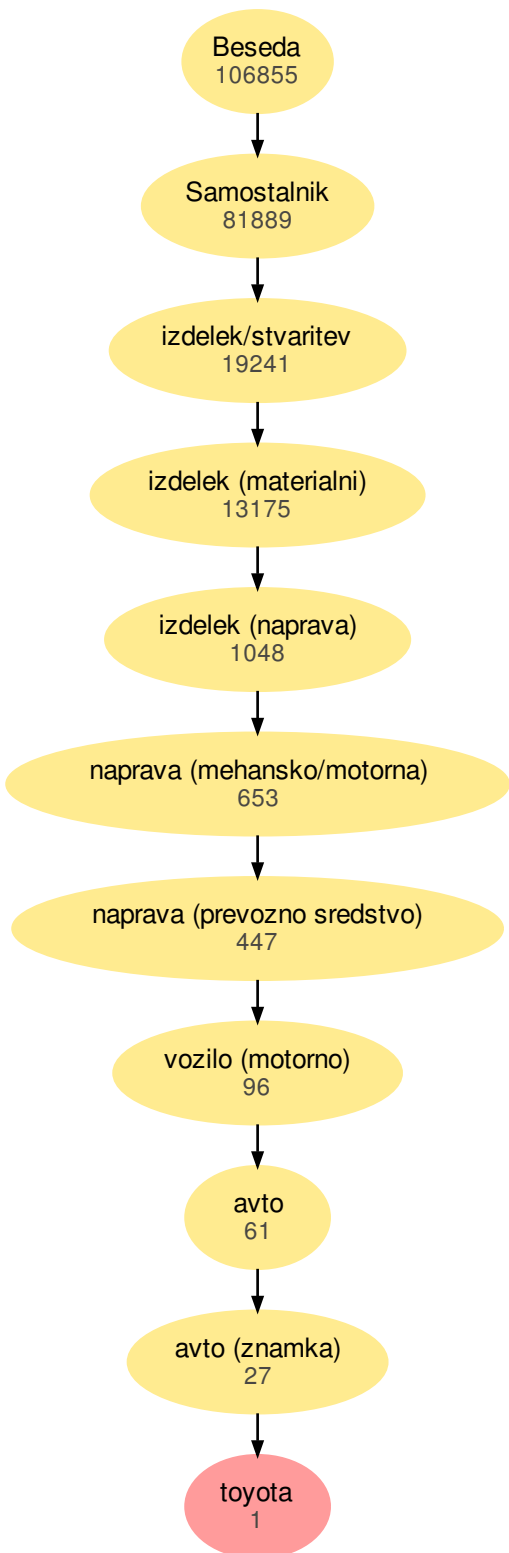 Beseda
106855
Samostalnik
81889
izdelek/stvaritev
19241
izdelek (materialni)
13175
izdelek (naprava)
1048
naprava (mehansko/motorna)
653
naprava (prevozno sredstvo)
447
vozilo (motorno)
96
avto
61
avto (znamka)
27
toyota
1